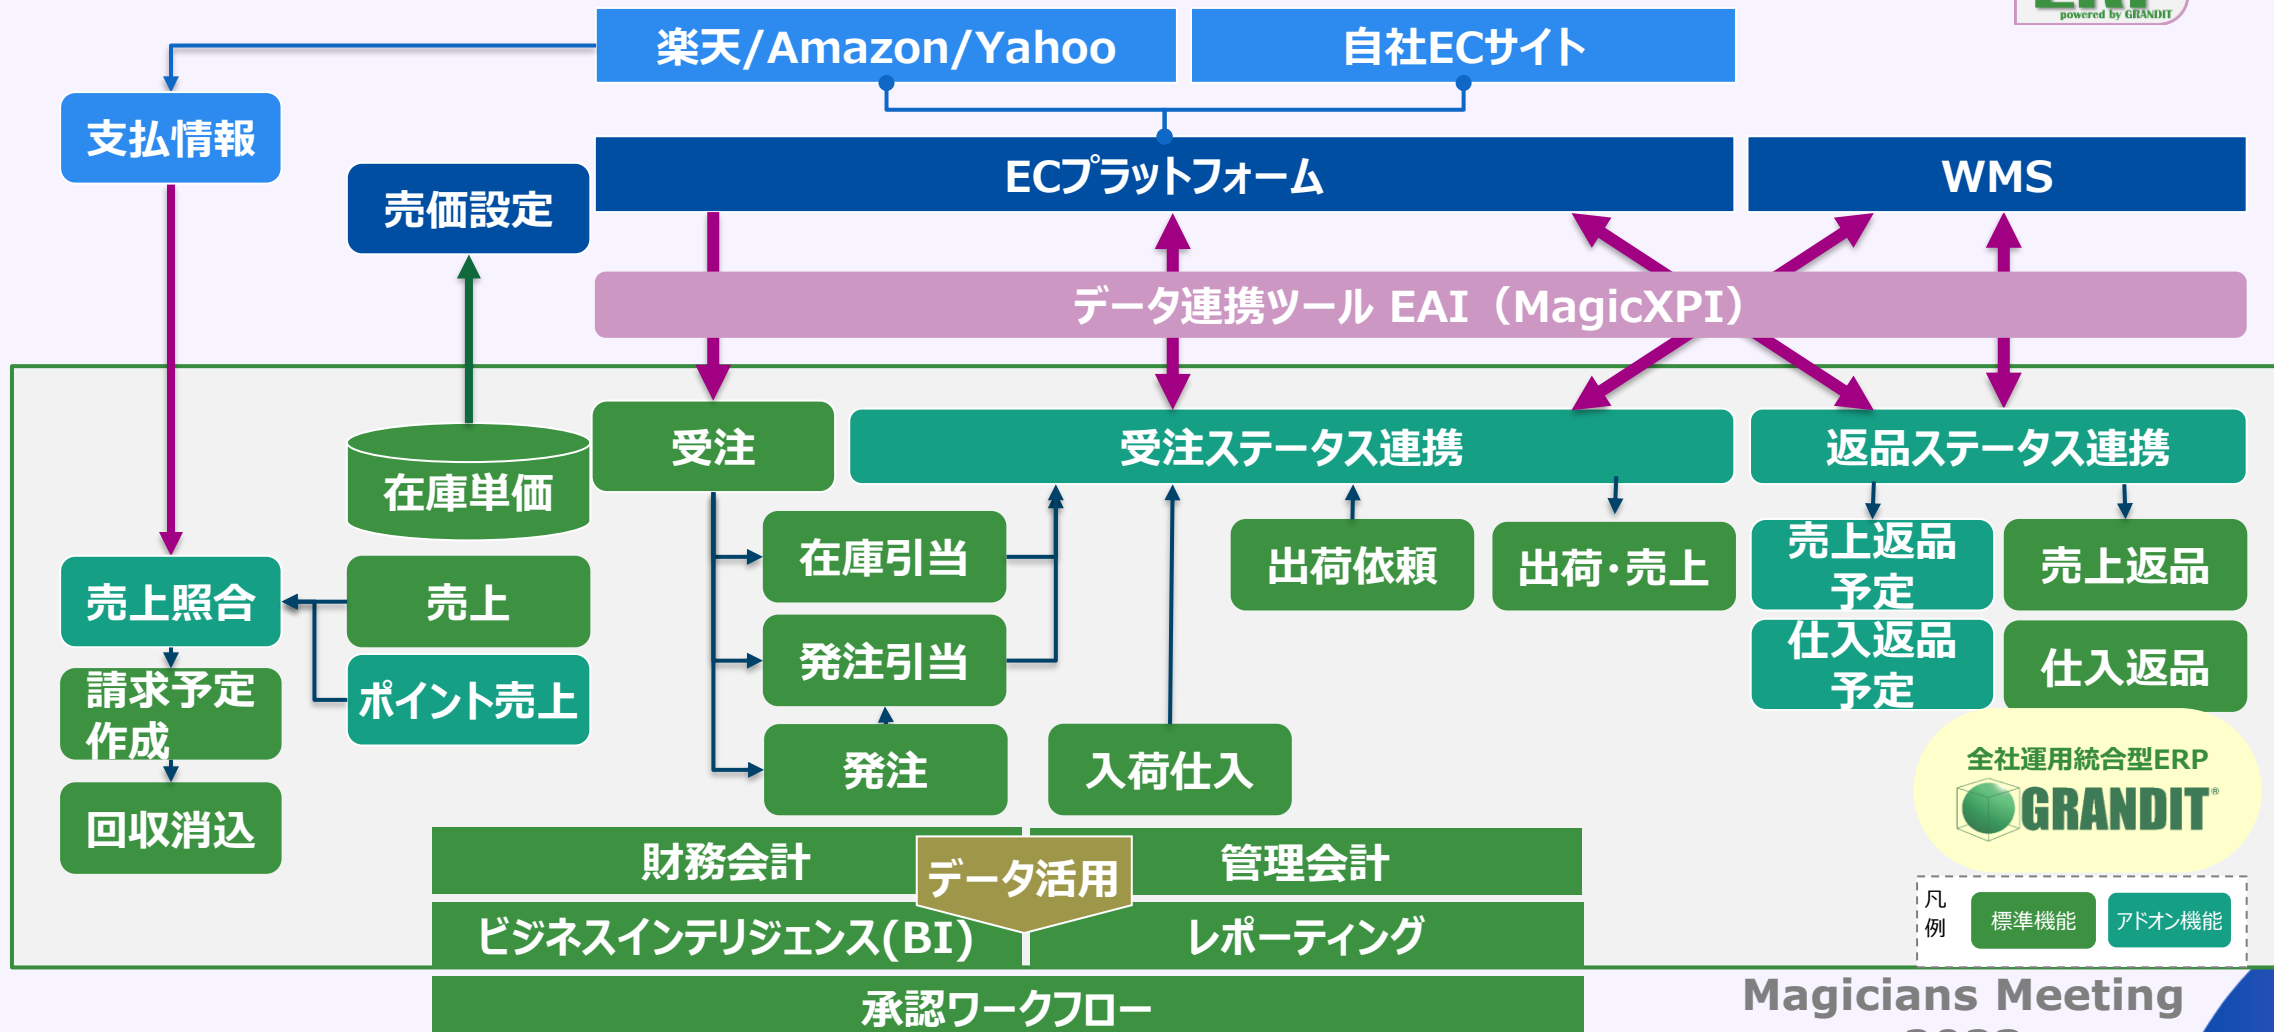 powered by GRANDIT
楽天/Amazon/Yahoo
自社ECサイト
支払情報
売価設定
ECプラットフォーム
WMS
データ連携ツール EAI（MagicXPI）
在庫単価
受注
受注ステータス連携
返品ステータス連携
在庫引当
発注引当
発注
入荷仕入
出荷依頼
出荷・売上
売上返品
予定
売上返品
仕入返品
予定
仕入返品
売上照合
売上
ポイント売上
請求予定
作成
回収消込
全社運用統合型ERP
GRANDIT®
財務会計
管理会計
データ活用
ビジネスインテリジェンス(BI)
レポーティング
承認ワークフロー
凡
例
標準機能
アドオン機能
Magicians Meeting